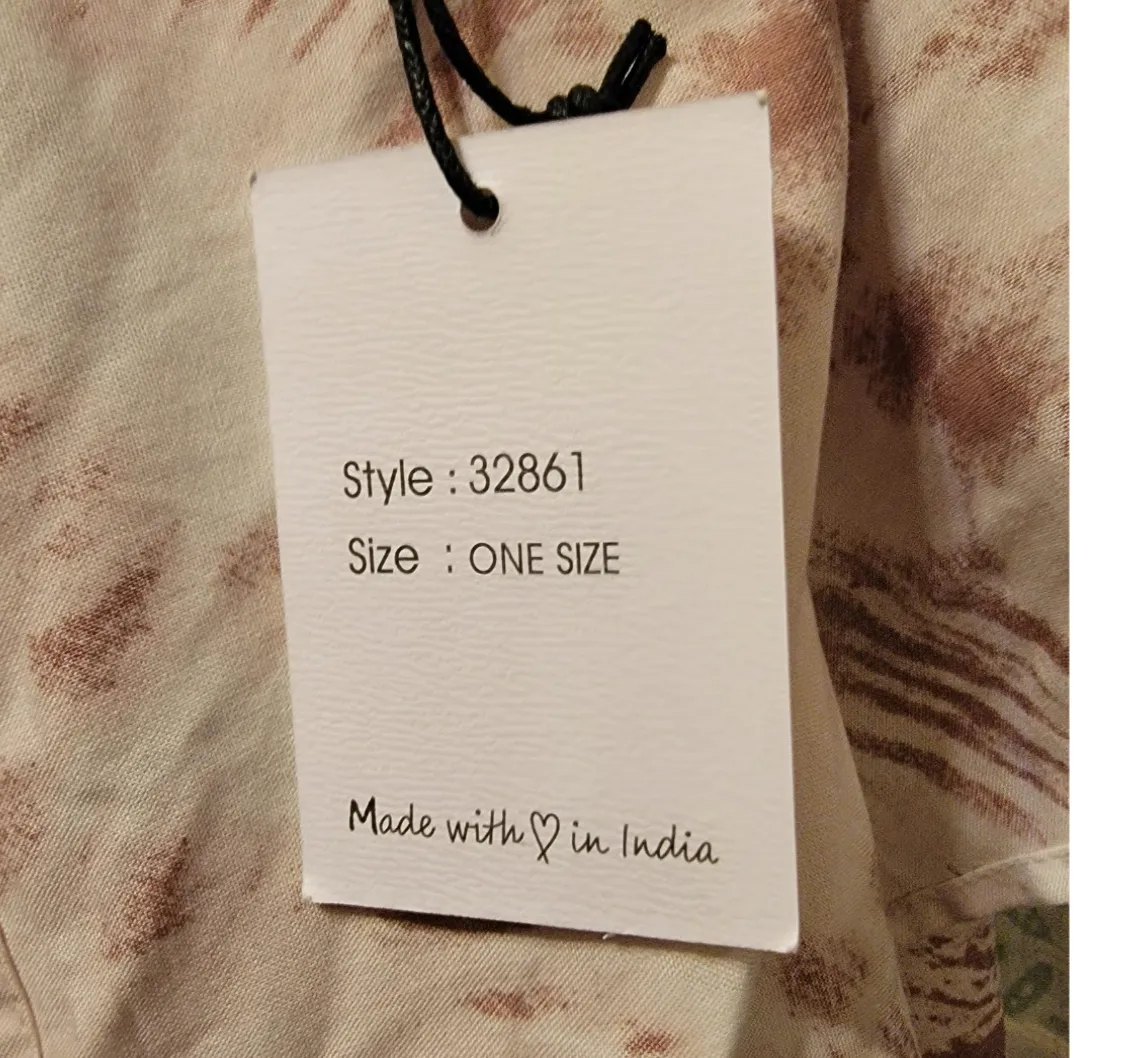 Style : 32861
Size : ONE SIZE
Made with ♡ in India